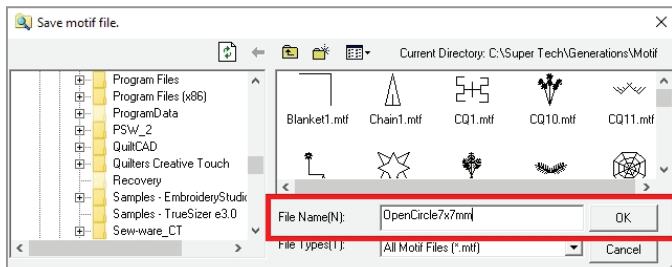 Save motif file.
Current Directory: C:\Super Tech\Generations\Motif
Program Files
Program Files (x86)
ProgramData
PSW_2
QuiltCAD
Quilters Creative Touch
Recovery
Samples - EmbroideryStudio
Samples - TrueSizer e3.0
Sew-ware_CT
Blanket1.mtf Chain1.mtf CQ1.mtf CQ10.mtf CQ11.mtf
File Name(N): OpenCircle7x7mm OK
File Types(T): All Motif Files (*.mtf) Cancel